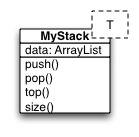 T
MyStack
data: ArrayList
push()
pop()
top()
size()